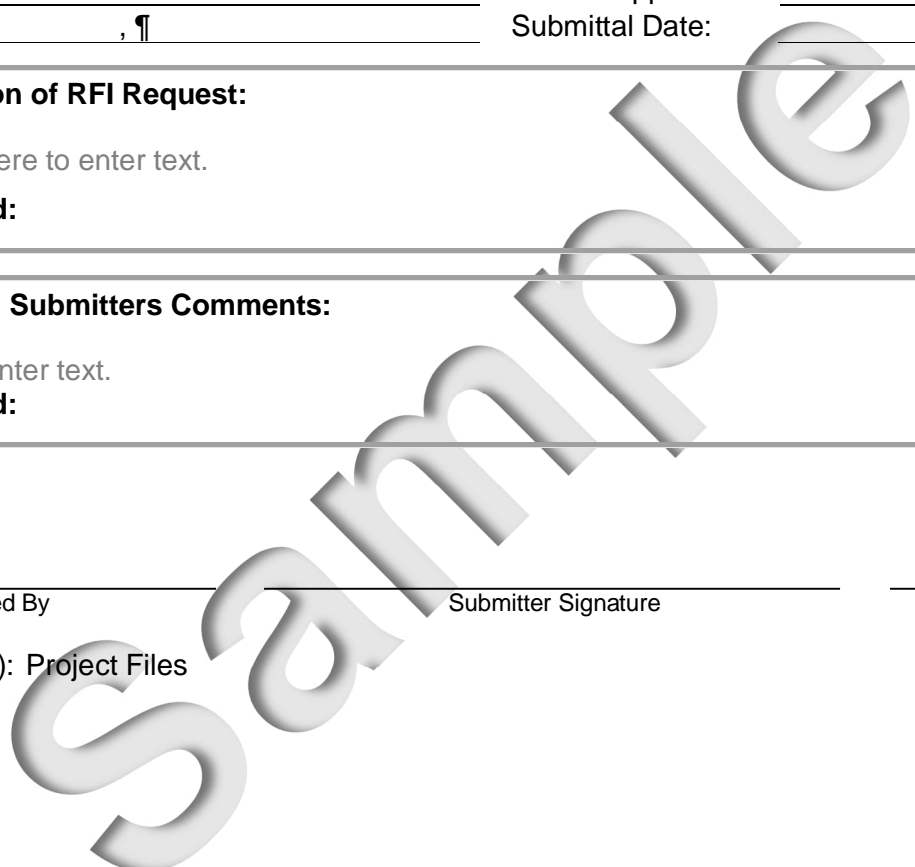 , ¶
Submittal Date:
on of RFI Request:
ere to enter text.
d:
Submitters Comments:
nter text.
d:
ed By
Submitter Signature
): Project Files
Sample